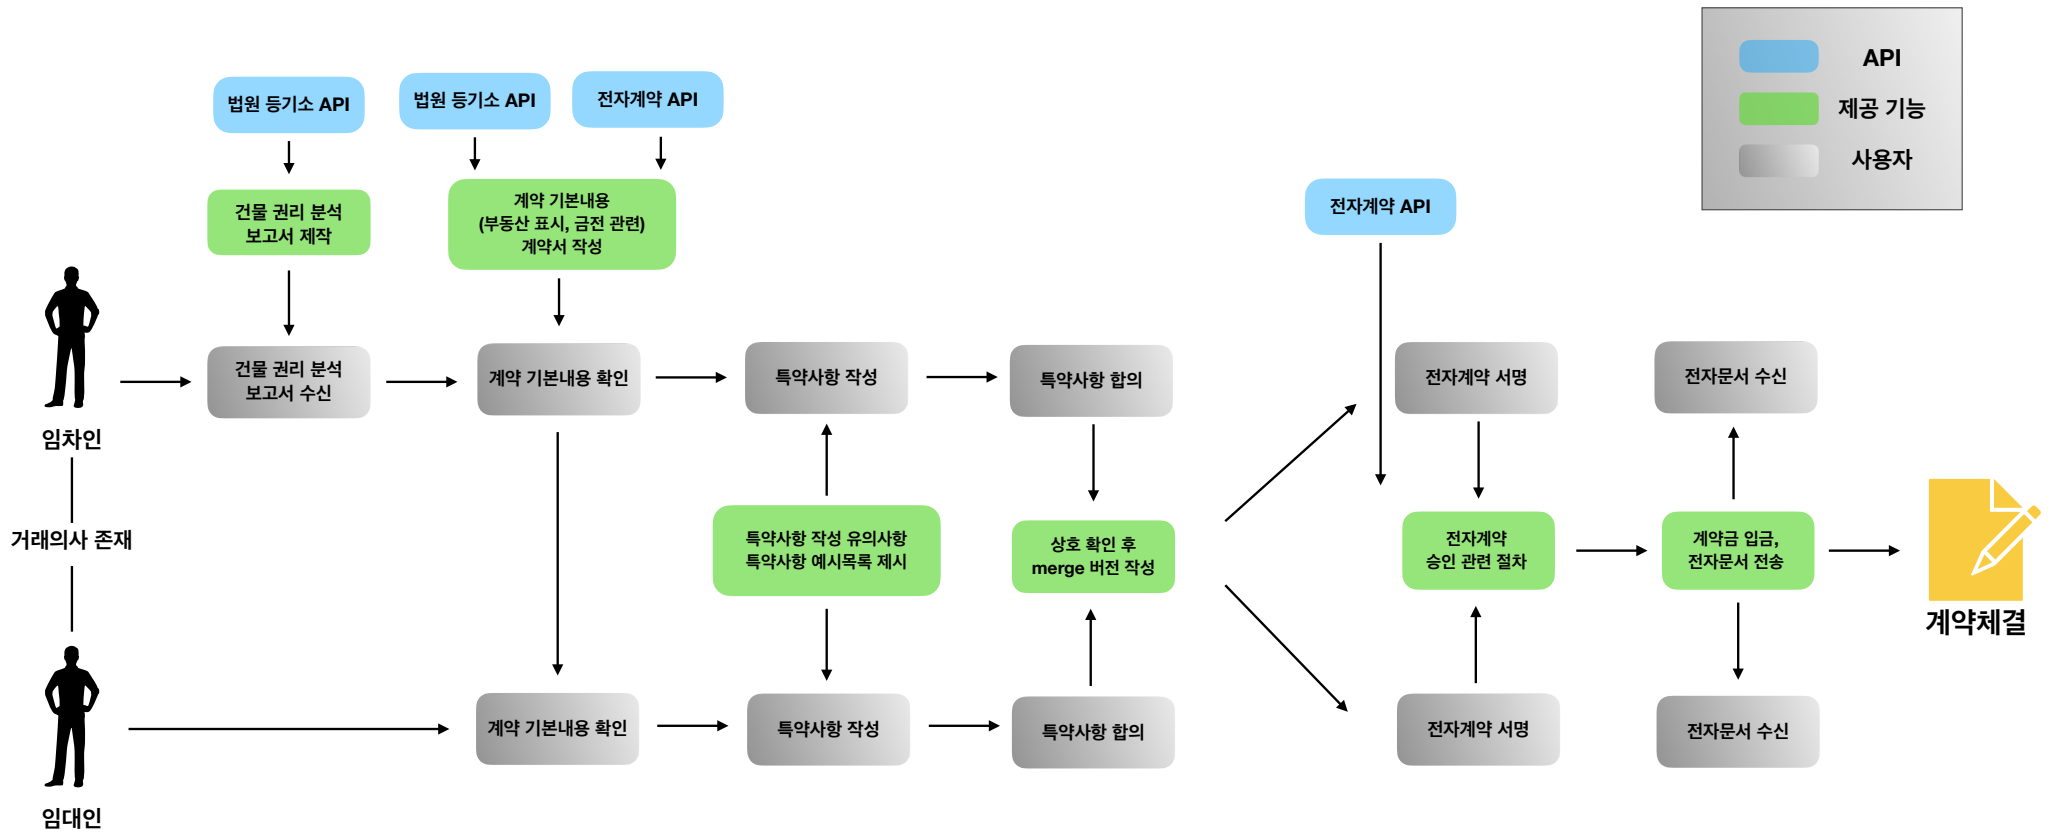 API
제공 기능
사용자
법원 등기소 API
법원 등기소 API
전자계약 API
건물 권리 분석
보고서 제작
계약 기본내용
(부동산 표시, 금전 관련)
계약서 작성
전자계약 API
임차인
건물 권리 분석
보고서 수신
계약 기본내용 확인
특약사항 작성
특약사항 합의
전자계약 서명
전자문서 수신
거래의사 존재
특약사항 작성 유의사항
특약사항 예시목록 제시
상호 확인 후
merge 버전 작성
전자계약
승인 관련 절차
계약금 입금,
전자문서 전송
계약체결
임대인
계약 기본내용 확인
특약사항 작성
특약사항 합의
전자계약 서명
전자문서 수신